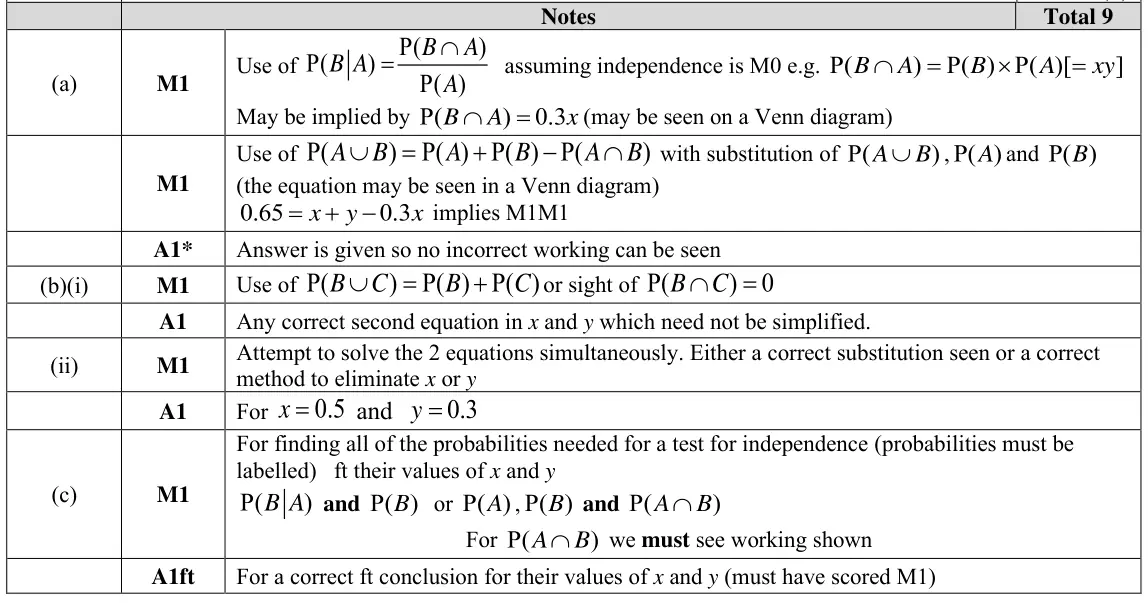 Notes Total 9
(a) M1 Use of P(B|A) = P(B ∩ A) / P(A) assuming independence is M0 e.g. P(B ∩ A) = P(B) × P(A)[= xy]
May be implied by P(B ∩ A) = 0.3x (may be seen on a Venn diagram)
M1 Use of P(A ∪ B) = P(A) + P(B) − P(A ∩ B) with substitution of P(A ∪ B) , P(A) and P(B)
(the equation may be seen in a Venn diagram)
0.65 = x + y − 0.3x implies M1M1
A1* Answer is given so no incorrect working can be seen
(b)(i) M1 Use of P(B ∪ C) = P(B) + P(C) or sight of P(B ∩ C) = 0
A1 Any correct second equation in x and y which need not be simplified.
(ii) M1 Attempt to solve the 2 equations simultaneously. Either a correct substitution seen or a correct
method to eliminate x or y
A1 For x = 0.5 and y = 0.3
(c) M1 For finding all of the probabilities needed for a test for independence (probabilities must be
labelled) ft their values of x and y
P(B|A) and P(B) or P(A) , P(B) and P(A ∩ B)
For P(A ∩ B) we must see working shown
A1ft For a correct ft conclusion for their values of x and y (must have scored M1)